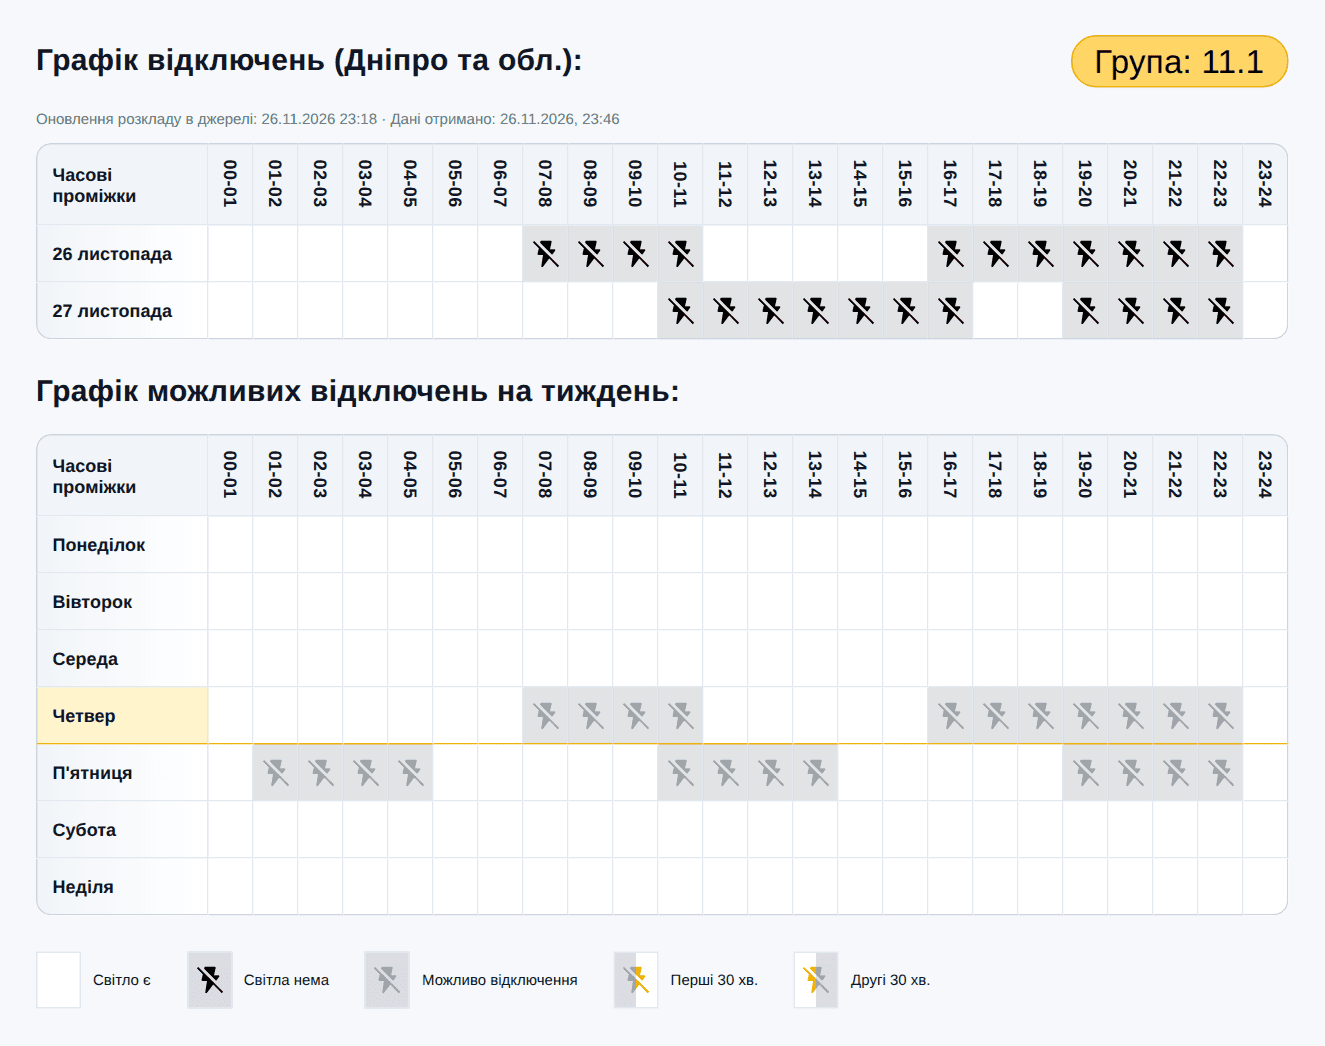 Графік відключень (Дніпро та обл.):
Група: 11.1
Оновлення розкладу в джерелі: 26.11.2026 23:18 · Дані отримано: 26.11.2026, 23:46
Часові проміжки 00-01 01-02 02-03 03-04 04-05 05-06 06-07 07-08 08-09 09-10 10-11 11-12 12-13 13-14 14-15 15-16 16-17 17-18 18-19 19-20 20-21 21-22 22-23 23-24
26 листопада
27 листопада
Графік можливих відключень на тиждень:
Часові проміжки 00-01 01-02 02-03 03-04 04-05 05-06 06-07 07-08 08-09 09-10 10-11 11-12 12-13 13-14 14-15 15-16 16-17 17-18 18-19 19-20 20-21 21-22 22-23 23-24
Понеділок
Вівторок
Середа
Четвер
П'ятниця
Субота
Неділя
Світло є Світла нема Можливо відключення Перші 30 хв. Другі 30 хв.